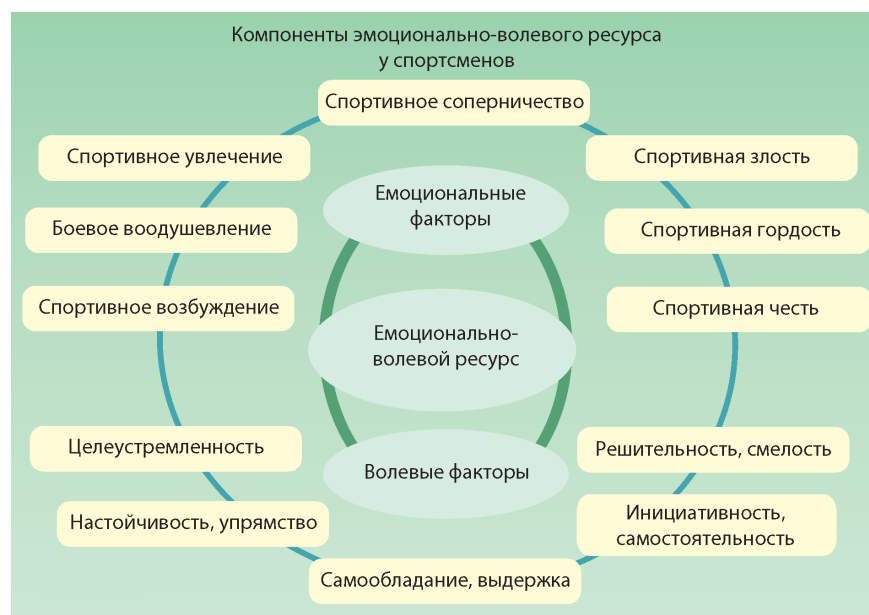 Компоненты эмоционально-волевого ресурса
у спортсменов
Спортивное соперничество
Спортивное увлечение
Спортивная злость
Емоциональные
факторы
Боевое воодушевление
Спортивная гордость
Спортивное возбуждение
Спортивная честь
Емоционально-
волевой ресурс
Целеустремленность
Решительность, смелость
Волевые факторы
Настойчивость, упрямство
Инициативность,
самостоятельность
Самообладание, выдержка